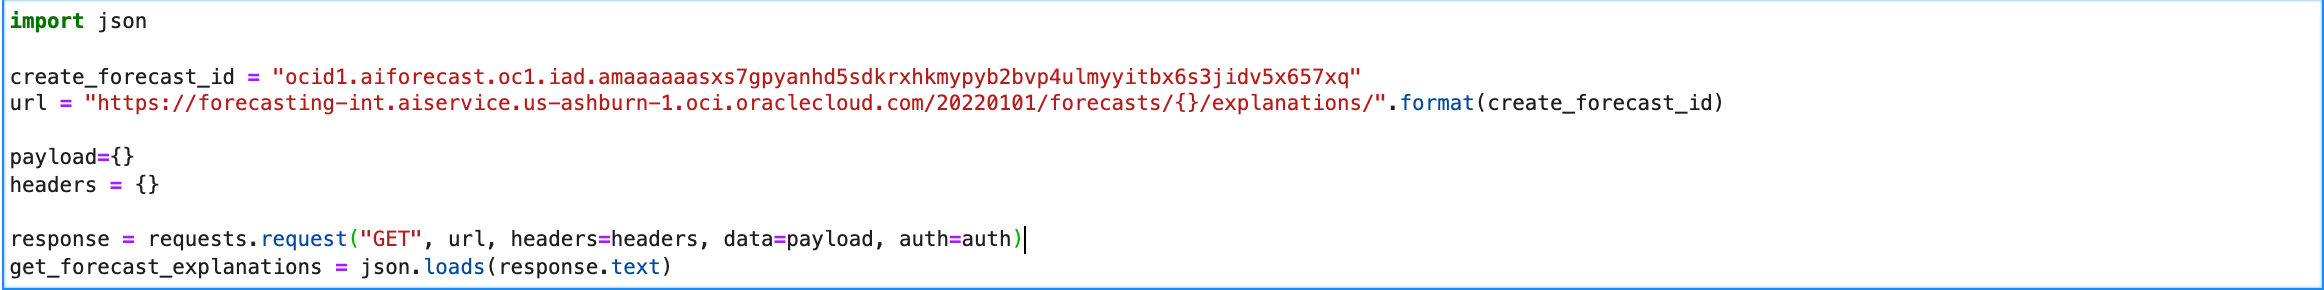 import json
create_forecast_id = "ocid1.aiforecast.oc1.iad.amaaaaaasxs7gpyanhd5sdkrxhkmypyb2bvp4ulmyyitbx6s3jidv5x657xq"
url = "https://forecasting-int.aiservice.us-ashburn-1.oci.oraclecloud.com/20220101/forecasts/{}/explanations/".format(create_forecast_id)
payload={}
headers = {}
response = requests.request("GET", url, headers=headers, data=payload, auth=auth)
get_forecast_explanations = json.loads(response.text)